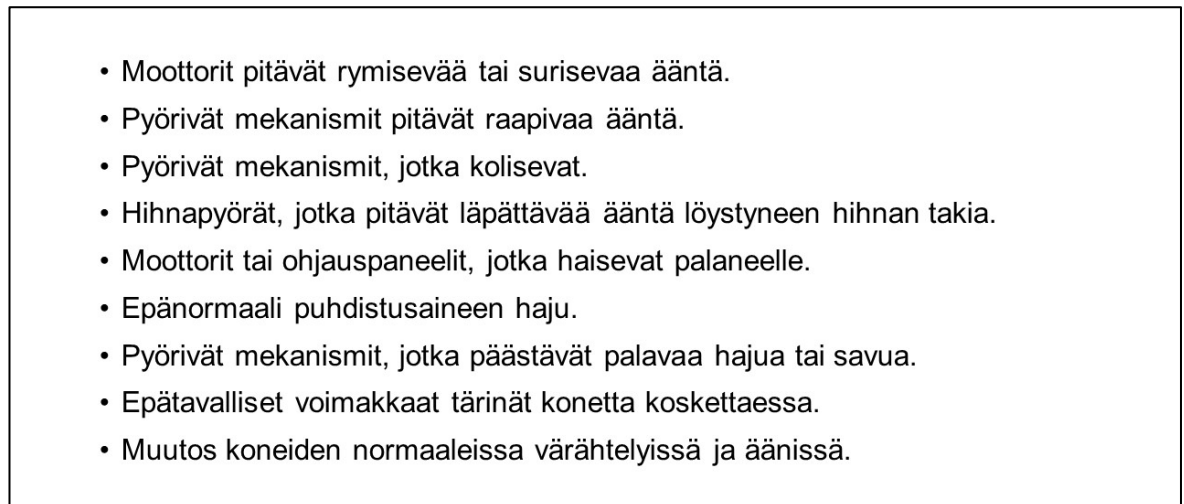 • Moottorit pitävät rymisevää tai surisevaa ääntä.
• Pyörivät mekanismit pitävät raapivaa ääntä.
• Pyörivät mekanismit, jotka kolisevat.
• Hihnapyörät, jotka pitävät läpättävää ääntä löystyneen hihnan takia.
• Moottorit tai ohjauspaneelit, jotka haisevat palaneelle.
• Epänormaali puhdistusaineen haju.
• Pyörivät mekanismit, jotka päästävät palavaa hajua tai savua.
• Epätavalliset voimakkaat tärinät konetta koskettaessa.
• Muutos koneiden normaaleissa värähtelyissä ja äänissä.